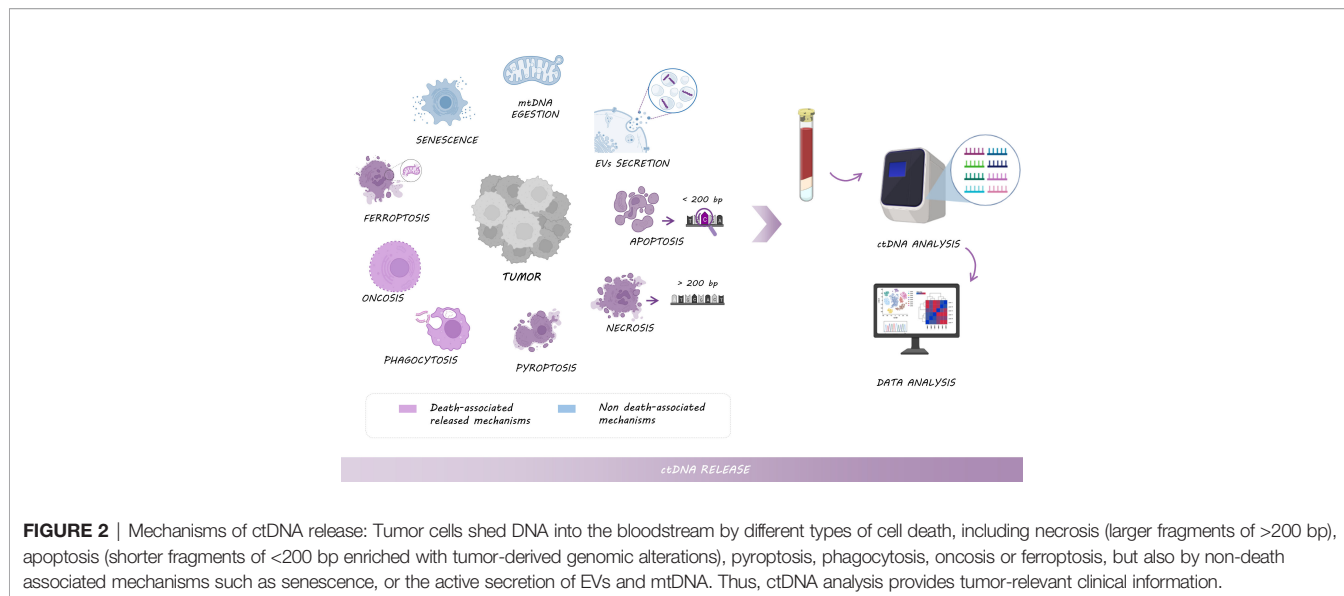 mtDNA
EGESTION
SENESCENCE
EVs SECRETION
< 200 bp
C
FERROPTOSIS
APOPTOSIS
TUMOR
ctDNA ANALYSIS
> 200 bp
ONCOSIS
NECROSIS
PHAGOCYTOSIS
PYROPTOSIS
DATA ANALYSIS
Death-associated
released mechanisms
Non death-associated
mechanisms
ctDNA RELEASE
FIGURE 2 | Mechanisms of ctDNA release: Tumor cells shed DNA into the bloodstream by different types of cell death, including necrosis (larger fragments of >200 bp),
apoptosis (shorter fragments of <200 bp enriched with tumor-derived genomic alterations), pyroptosis, phagocytosis, oncosis or ferroptosis, but also by non-death
associated mechanisms such as senescence, or the active secretion of EVs and mtDNA. Thus, ctDNA analysis provides tumor-relevant clinical information.